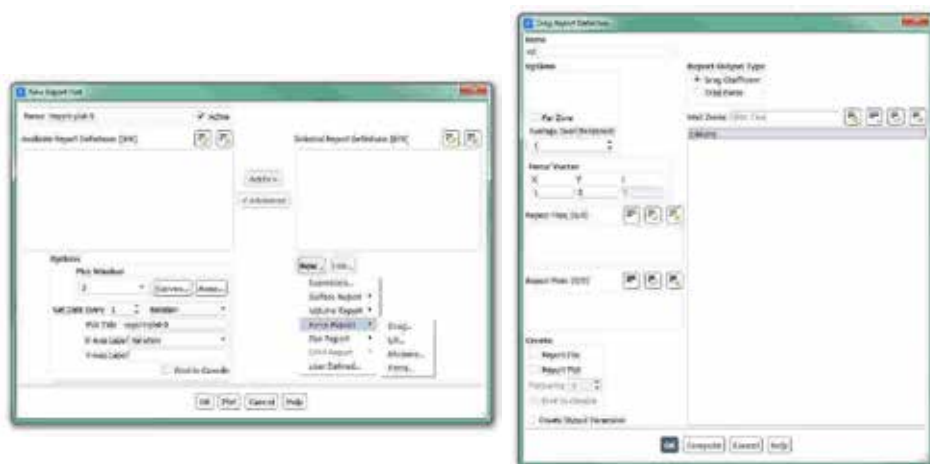 New Report Plot
Name report-plot-0
Active
Available Report Definitions [0/0]
Selected Report Definitions [0/0]
Add>>
Options
Plot Window
2
Curves... Axes...
Get Data Every 1 iteration
Plot Title report-plot-0
X-Axis Label iteration
Y-Axis Label
Print to Console
New...
Edit...
Expression...
Surface Report
Volume Report
Force Report
Flux Report
User Defined...
Drag...
Lift...
Moment...
Force...
OK Plot Cancel Help
Drag Report Definition
Name
Options
Per Zone
1
Force Vector
X Y
1 0
Report Files [0/0]
Report Plots [0/0]
Create
Report File
Report Plot
Frequency
Print to Console
Create Output Parameter
Report Output Type
Drag Coefficient
Drag Force
Wall Zones Filter Text
OK Compute Cancel Help